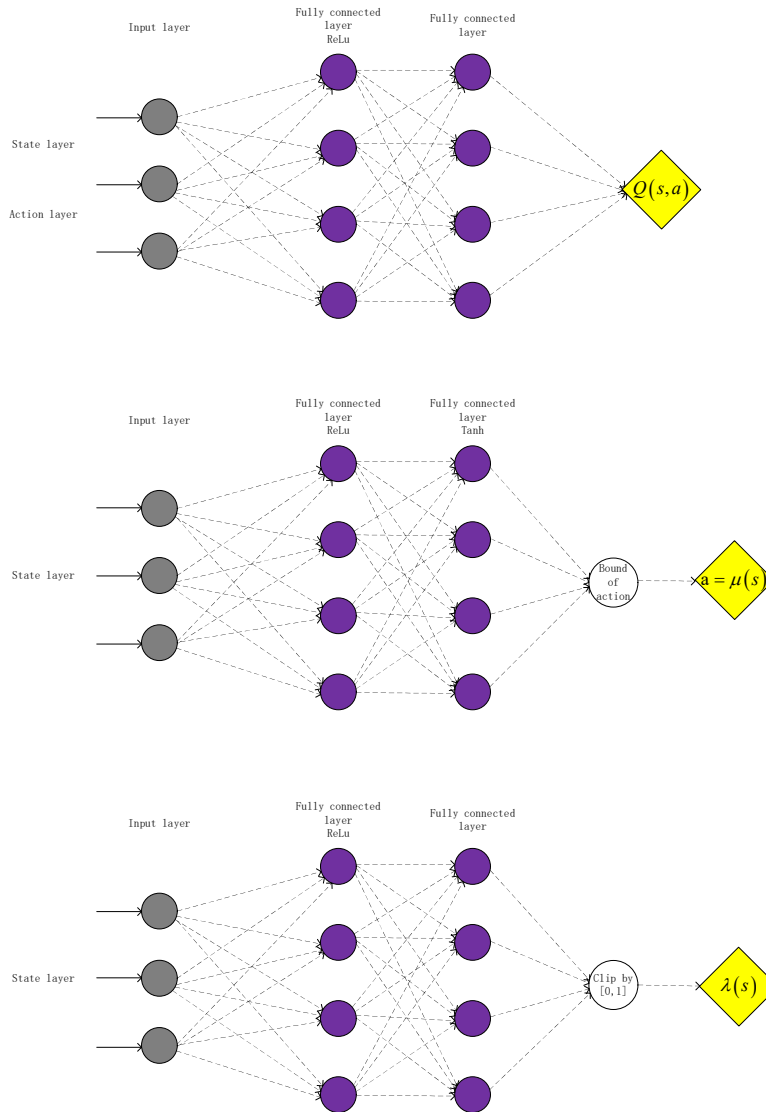 Input layer
Fully connected
layer
ReLu
Fully connected
layer
State layer
Action layer
Q(s,a)
Input layer
Fully connected
layer
ReLu
Fully connected
layer
Tanh
State layer
Bound
of
action
a = μ(s)
Input layer
Fully connected
layer
ReLu
Fully connected
layer
State layer
Clip by
[0,1]
λ(s)